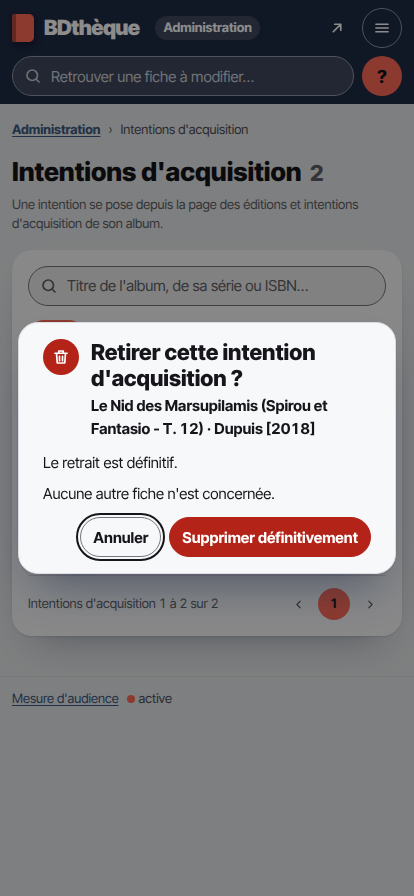 BDthèque Administration
Retrouver une fiche à modifier... ?
Administration › Intentions d'acquisition
Intentions d'acquisition 2
Une intention se pose depuis la page des éditions et intentions
d'acquisition de son album.
Titre de l'album, de sa série ou ISBN...
Retirer cette intention
d'acquisition ?
Le Nid des Marsupilamis (Spirou et
Fantasio - T. 12) · Dupuis [2018]
Le retrait est définitif.
Aucune autre fiche n'est concernée.
Annuler Supprimer définitivement
Intentions d'acquisition 1 à 2 sur 2 ‹ 1 ›
Mesure d'audience active